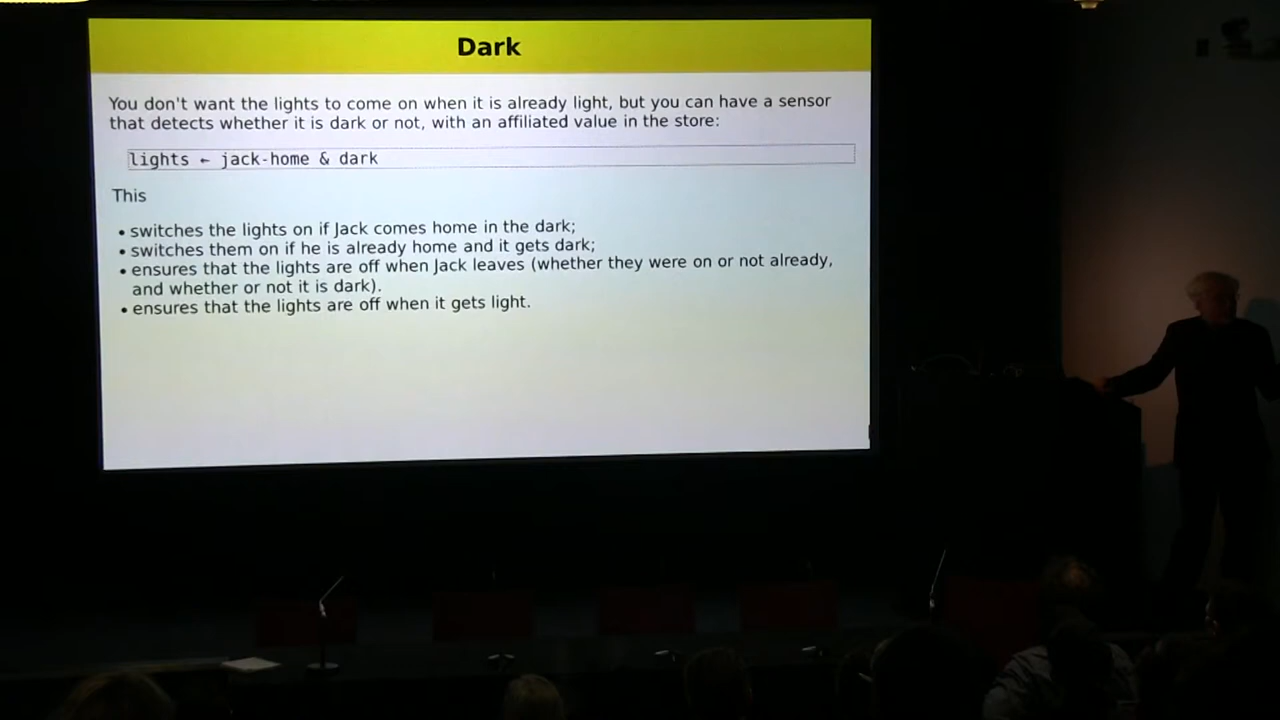 Dark
You don't want the lights to come on when it is already light, but you can have a sensor
that detects whether it is dark or not, with an affiliated value in the store:
lights ← jack-home & dark
This
• switches the lights on if Jack comes home in the dark;
• switches them on if he is already home and it gets dark;
• ensures that the lights are off when Jack leaves (whether they were on or not already,
and whether or not it is dark).
• ensures that the lights are off when it gets light.